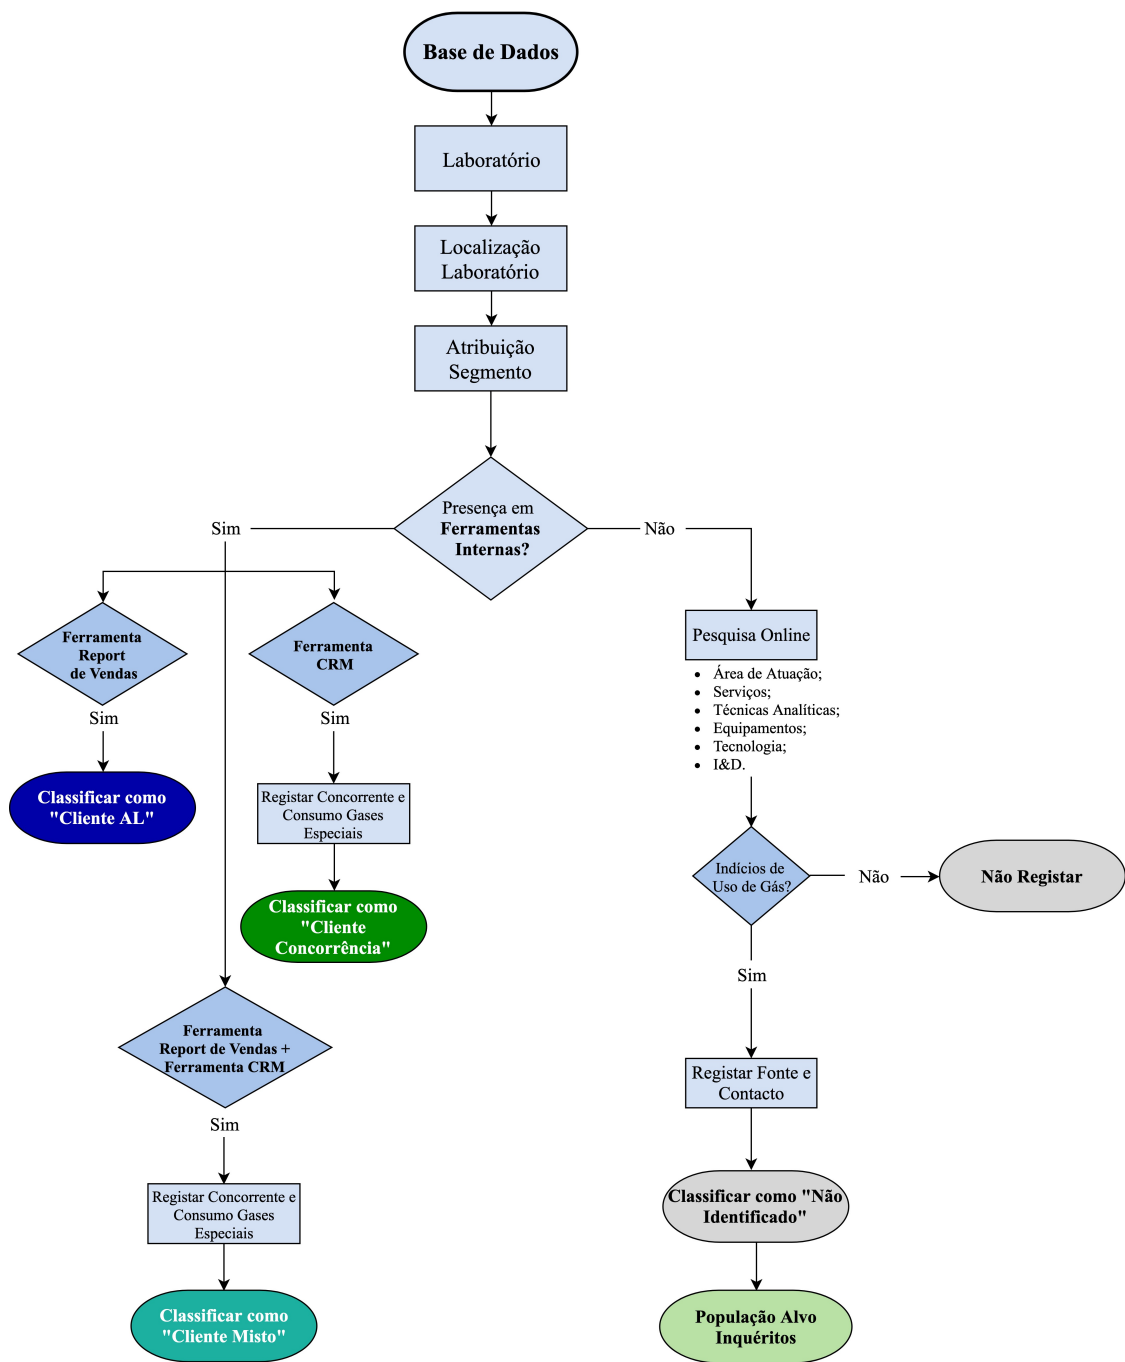 Base de Dados
Laboratório
Localização
Laboratório
Atribuição
Segmento
Presença em
Ferramentas
Internas?
Sim
Não
Ferramenta
Report
de Vendas
Sim
Classificar como
"Cliente AL"
Ferramenta
CRM
Sim
Registar Concorrente e
Consumo Gases
Especiais
Classificar como
"Cliente
Concorrência"
Ferramenta
Report de Vendas +
Ferramenta CRM
Sim
Registar Concorrente e
Consumo Gases
Especiais
Classificar como
"Cliente Misto"
Pesquisa Online
• Área de Atuação;
• Serviços;
• Técnicas Analíticas;
• Equipamentos;
• Tecnologia;
• I&D.
Indícios de
Uso de Gás?
Não
Não Registar
Sim
Registar Fonte e
Contacto
Classificar como "Não
Identificado"
População Alvo
Inquéritos